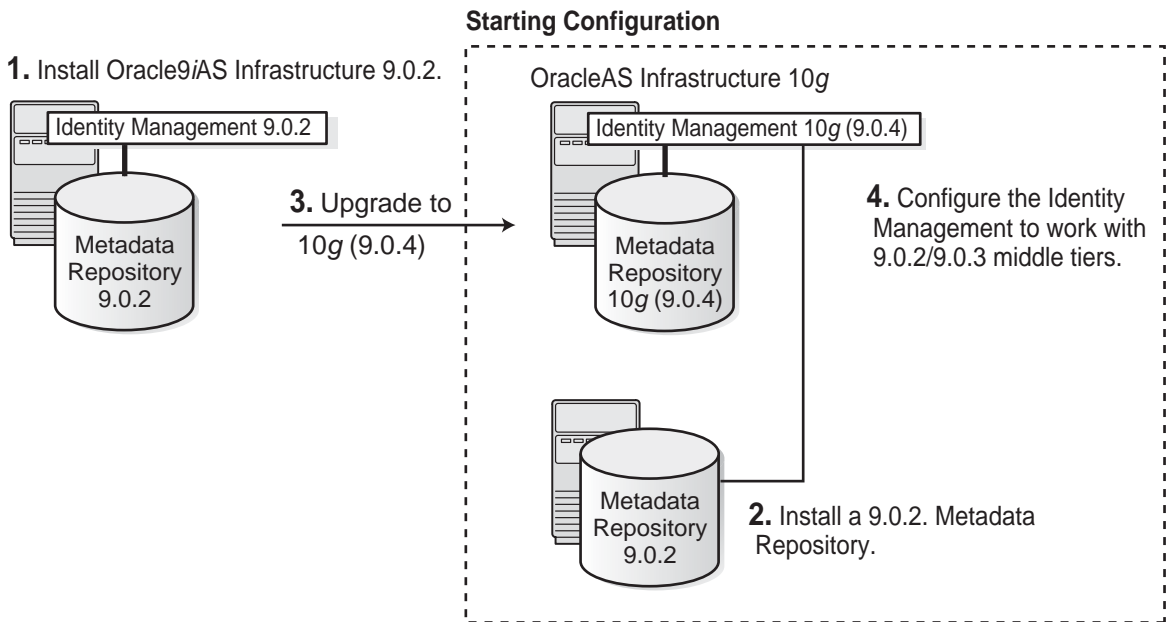 Starting Configuration
1. Install Oracle9iAS Infrastructure 9.0.2.
Identity Management 9.0.2
Metadata
Repository
9.0.2
3. Upgrade to
10g (9.0.4)
OracleAS Infrastructure 10g
Identity Management 10g (9.0.4)
Metadata
Repository
10g (9.0.4)
4. Configure the Identity
Management to work with
9.0.2/9.0.3 middle tiers.
Metadata
Repository
9.0.2
2. Install a 9.0.2. Metadata
Repository.